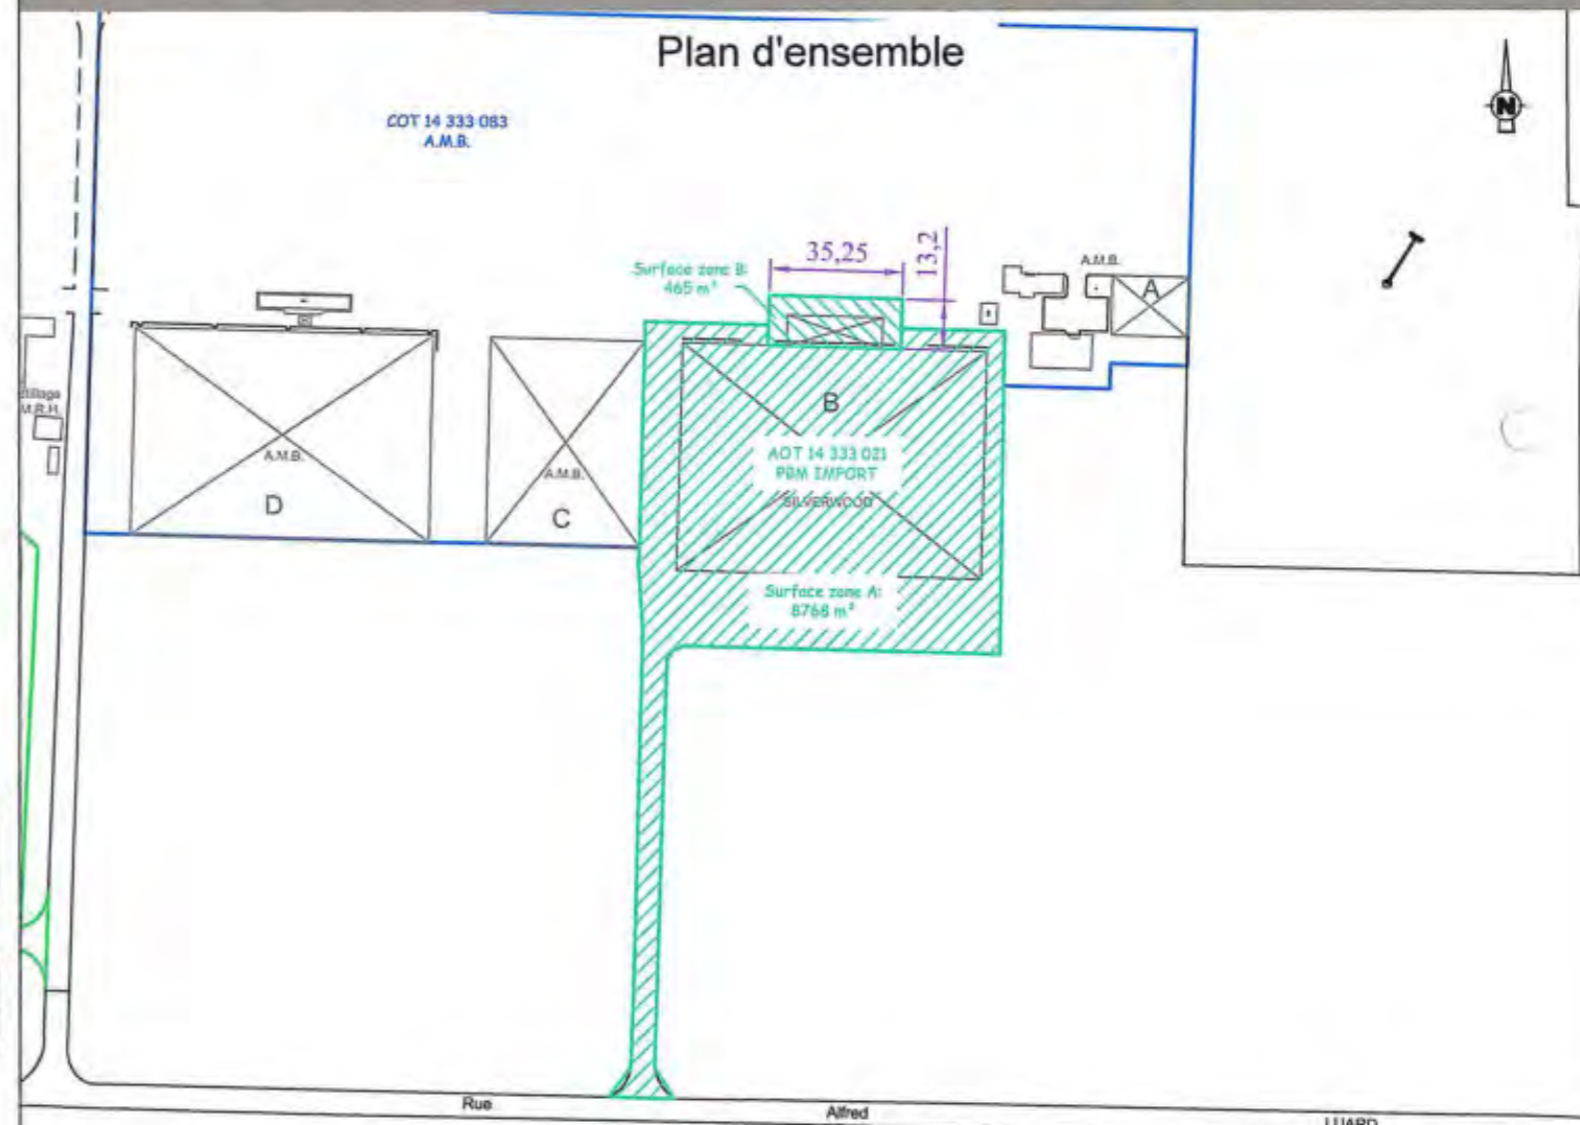 Plan d'ensemble
N
COT 14 333 083
A.M.B.
35,25
13,2
Surface zone B:
465 m²
A.M.B.
A
M.R.H.
B
A.M.B.
D
A.M.B.
C
AOT 14 333 021
PBM IMPORT
SILVERWOOD
Surface zone A:
8768 m²
Rue
Alfred
LUARD